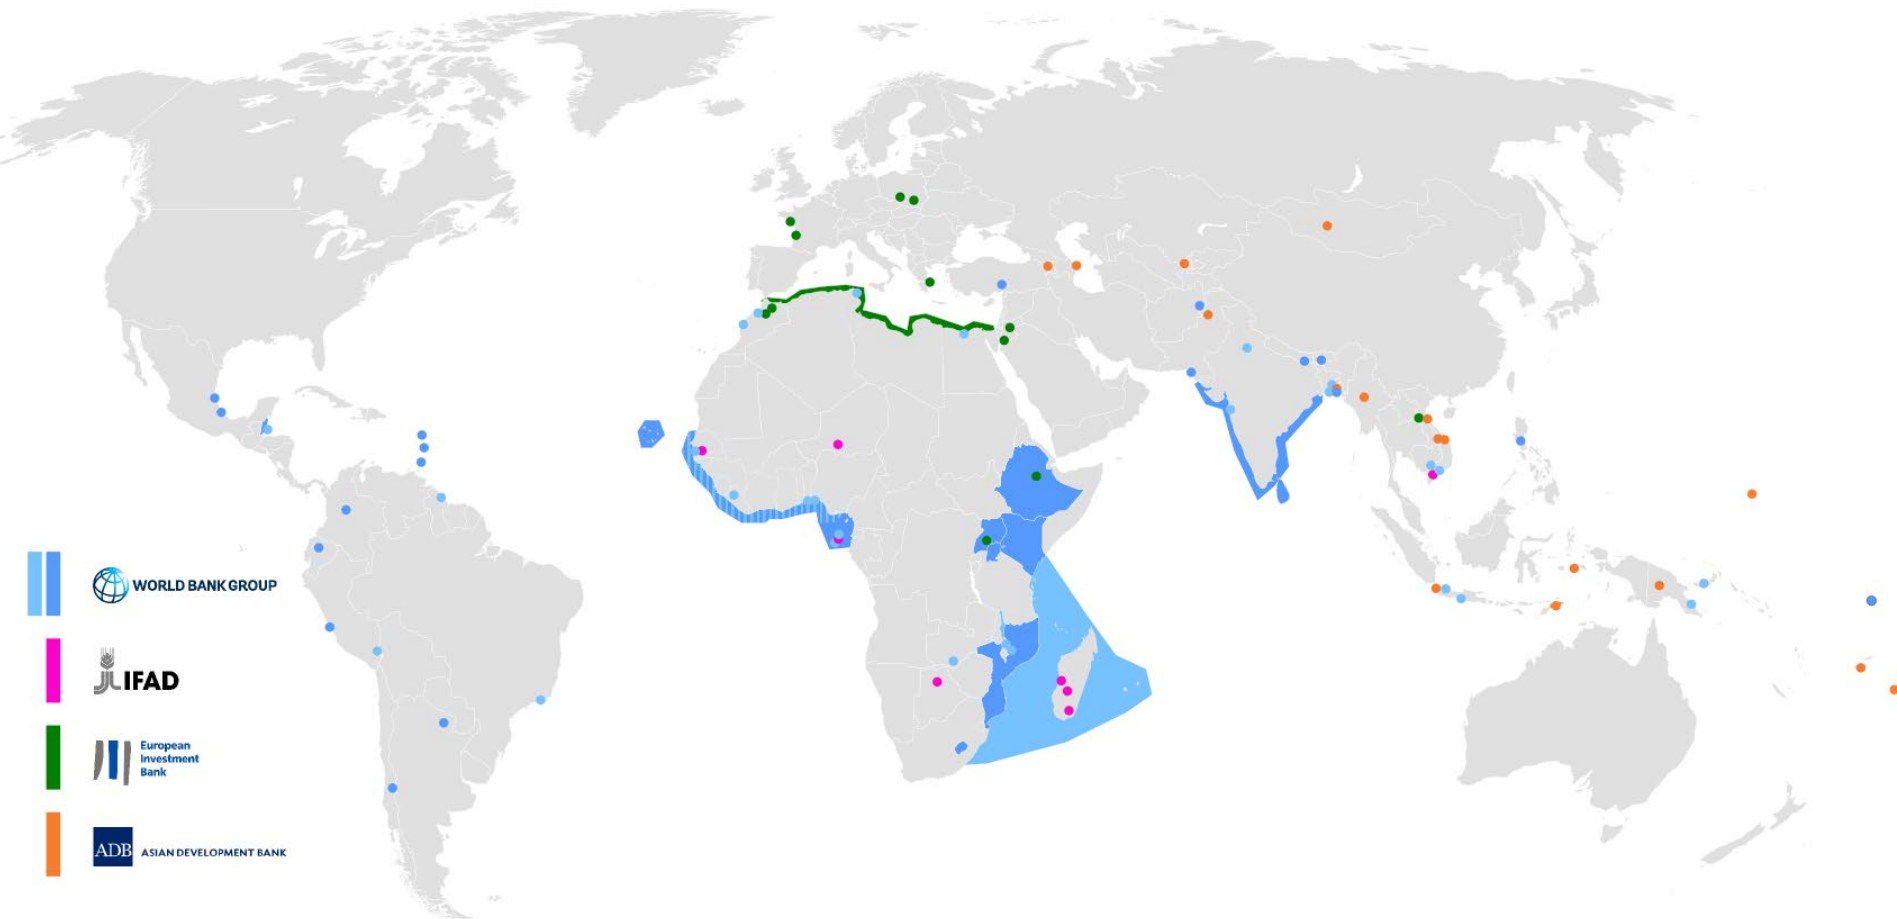 WORLD BANK GROUP
IFAD
European
Investment
Bank
ADB ASIAN DEVELOPMENT BANK